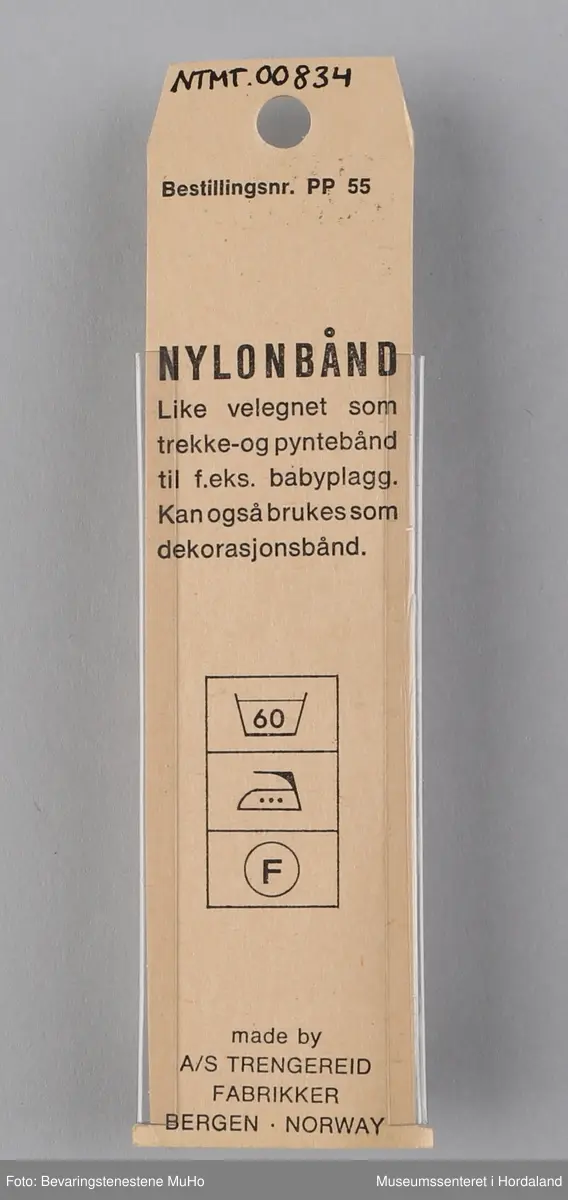 NTMT.00834
Bestillingsnr. PP 55
NYLONBÅND
Like velegnet som
trekke-og pyntebånd
til f.eks. babyplagg.
Kan også brukes som
dekorasjonsbånd.
60
F
made by
A/S TRENGEREID
FABRIKKER
BERGEN · NORWAY
Foto: Bevaringstenestene MuHo
Museumssenteret i Hordaland